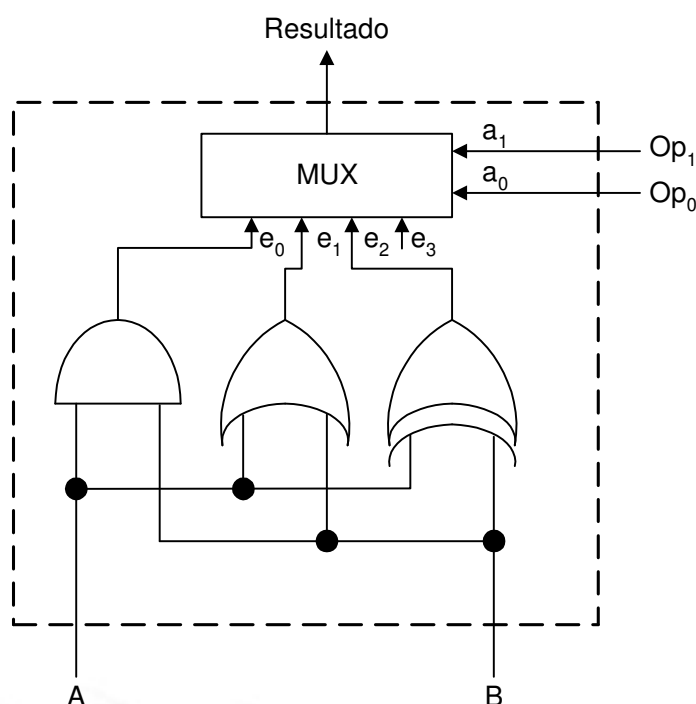 Resultado
a₁
Op₁
MUX
a₀
Op₀
e₀ e₁ e₂ e₃
A B